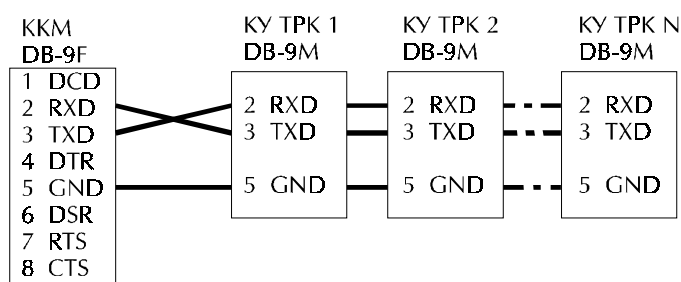 ККМ
DB-9F
1 DCD
2 RXD
3 TXD
4 DTR
5 GND
6 DSR
7 RTS
8 CTS
КУ ТРК 1
DB-9M
2 RXD
3 TXD
5 GND
КУ ТРК 2
DB-9M
2 RXD
3 TXD
5 GND
КУ ТРК N
DB-9M
2 RXD
3 TXD
5 GND